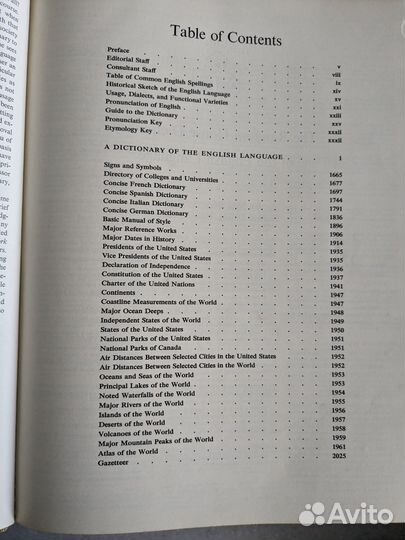 Table of Contents
Preface v
Editorial Staff viii
Consultant Staff ix
Table of Common English Spellings xiv
Historical Sketch of the English Language xv
Usage, Dialects, and Functional Varieties xxi
Pronunciation of English xxiii
Guide to the Dictionary xxv
Pronunciation Key xxxii
Etymology Key xxxii
A DICTIONARY OF THE ENGLISH LANGUAGE 1
Signs and Symbols 1665
Directory of Colleges and Universities 1677
Concise French Dictionary 1697
Concise Spanish Dictionary 1744
Concise Italian Dictionary 1791
Concise German Dictionary 1836
Basic Manual of Style 1896
Major Reference Works 1906
Major Dates in History 1914
Presidents of the United States 1935
Vice Presidents of the United States 1935
Declaration of Independence 1936
Constitution of the United States 1937
Charter of the United Nations 1941
Continents 1947
Coastline Measurements of the World 1947
Major Ocean Deeps 1948
Independent States of the World 1949
States of the United States 1950
National Parks of the United States 1951
National Parks of Canada 1951
Air Distances Between Selected Cities in the United States 1952
Air Distances Between Selected Cities in the World 1952
Oceans and Seas of the World 1953
Principal Lakes of the World 1953
Noted Waterfalls of the World 1954
Major Rivers of the World 1955
Islands of the World 1956
Deserts of the World 1957
Volcanoes of the World 1958
Major Mountain Peaks of the World 1959
Atlas of the World 1961
Gazetteer 2025
Avito